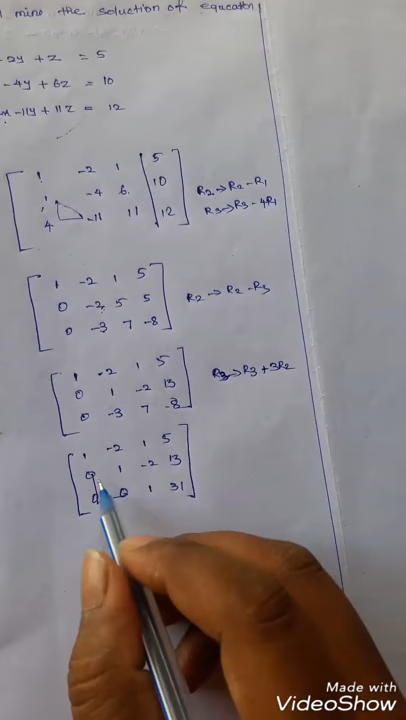 mine the soluction of equcation
-2y + z = 5
-4y + 6z = 10
-11y + 11z = 12
1 -2 1 5
1 -4 6 10 R2→R2-R1
4 -11 11 12 R3→R3-4R1
1 -2 1 5
0 -2 5 5 R2→R2-R3
0 -3 7 -8
1 -2 1 5
0 1 -2 13 R3→R3+3R2
0 -3 7 -8
1 -2 1 5
0 1 -2 13
0 0 1 31
Made with
VideoShow